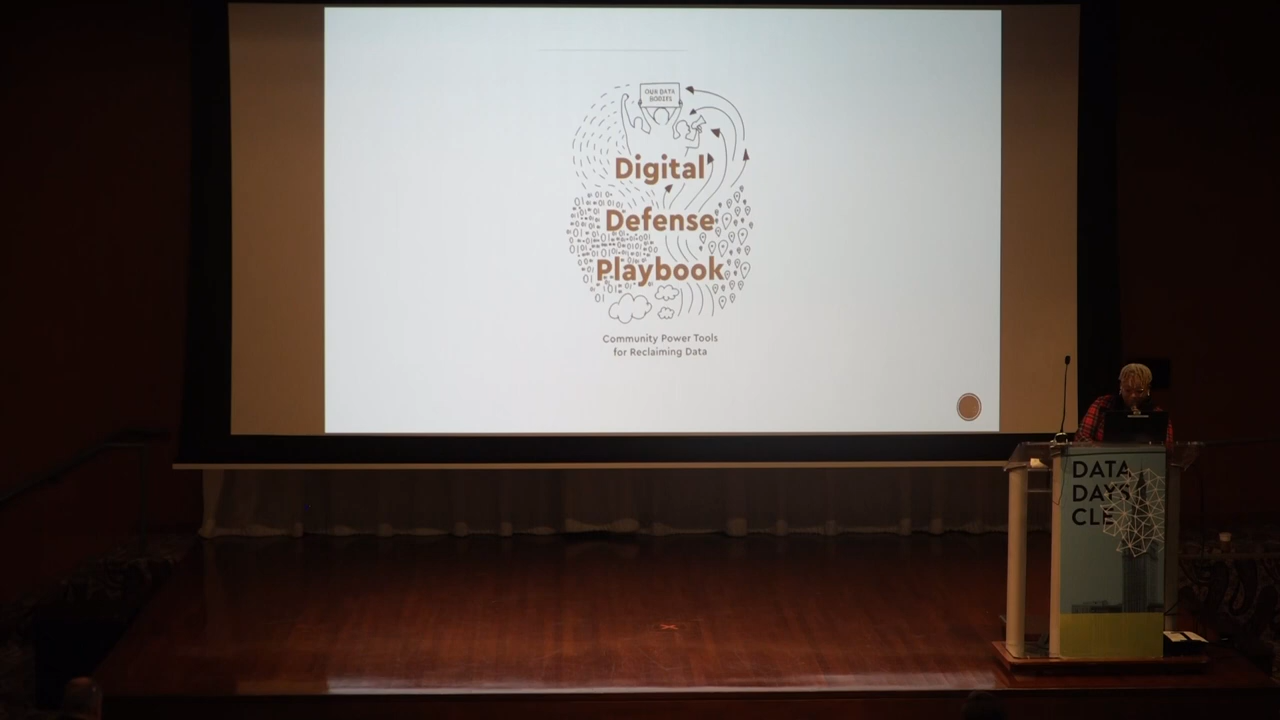 OUR DATA
BODIES
Digital
Defense
Playbook
Community Power Tools
for Reclaiming Data
DATA
DAYS
CLE